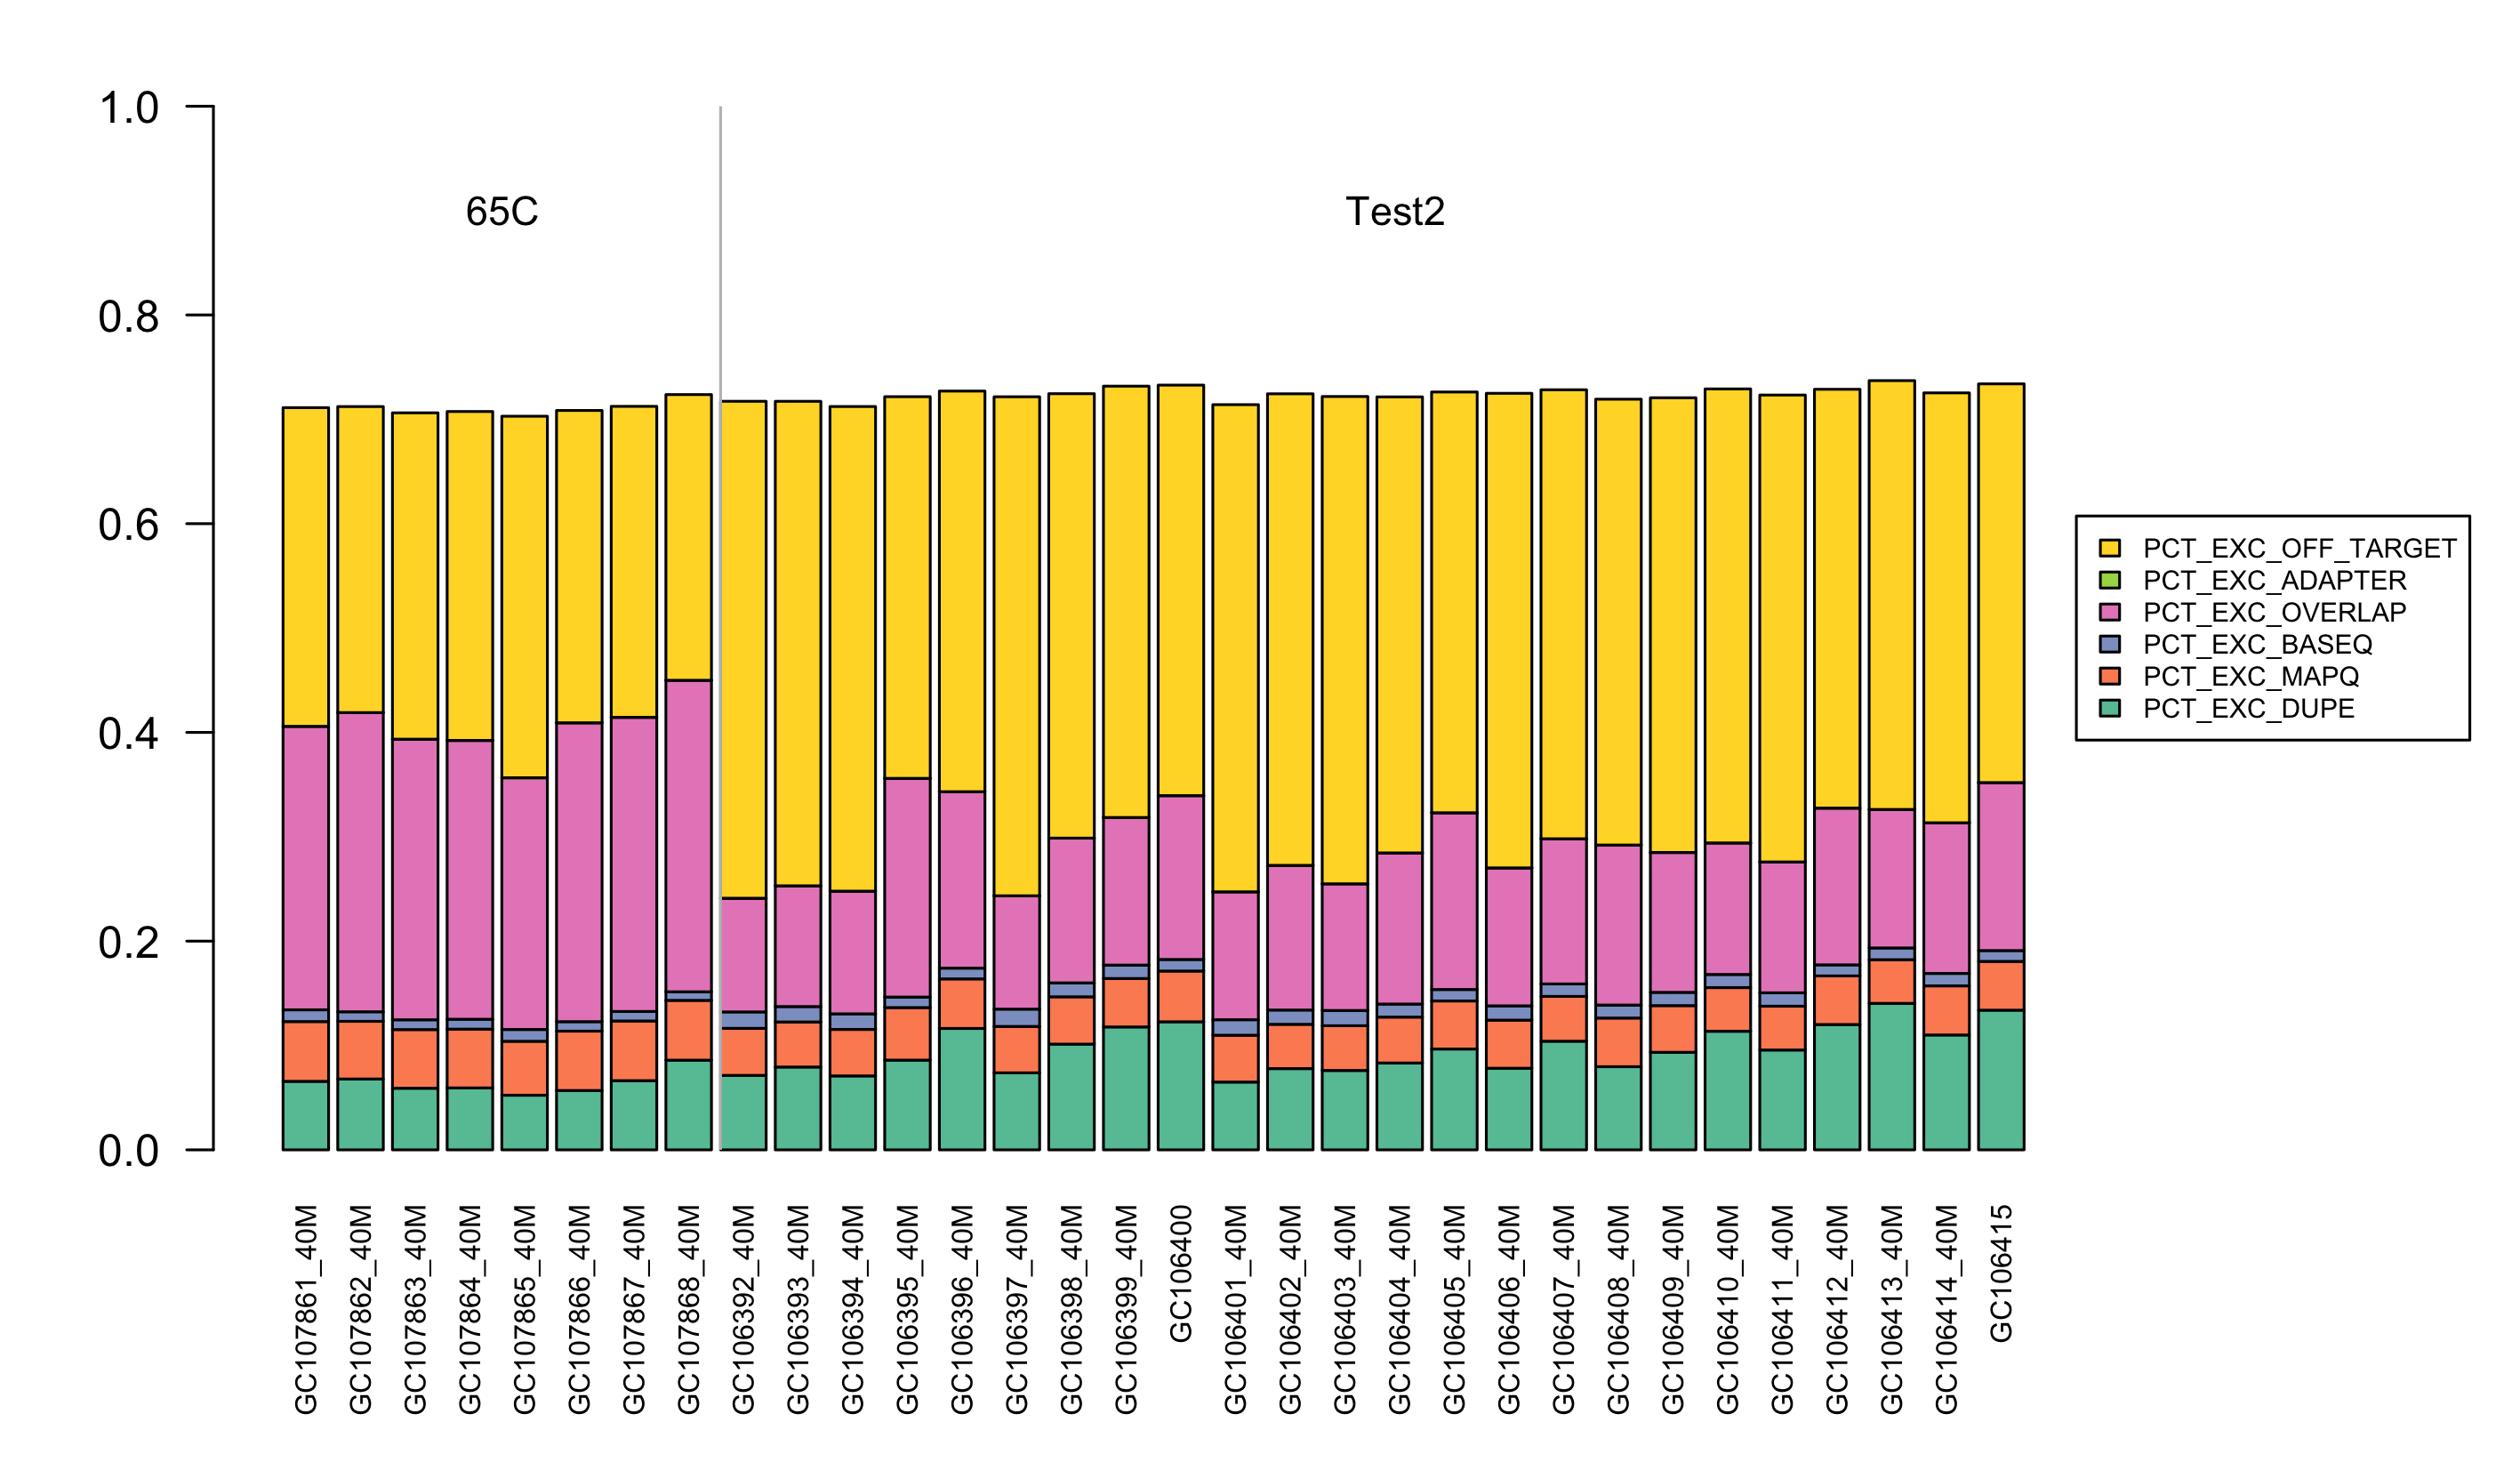 1.0
0.8
0.6
0.4
0.2
0.0
65C
Test2
PCT_EXC_OFF_TARGET
PCT_EXC_ADAPTER
PCT_EXC_OVERLAP
PCT_EXC_BASEQ
PCT_EXC_MAPQ
PCT_EXC_DUPE
GC107861_40M
GC107862_40M
GC107863_40M
GC107864_40M
GC107865_40M
GC107866_40M
GC107867_40M
GC107868_40M
GC106392_40M
GC106393_40M
GC106394_40M
GC106395_40M
GC106396_40M
GC106397_40M
GC106398_40M
GC106399_40M
GC106400
GC106401_40M
GC106402_40M
GC106403_40M
GC106404_40M
GC106405_40M
GC106406_40M
GC106407_40M
GC106408_40M
GC106409_40M
GC106410_40M
GC106411_40M
GC106412_40M
GC106413_40M
GC106414_40M
GC106415